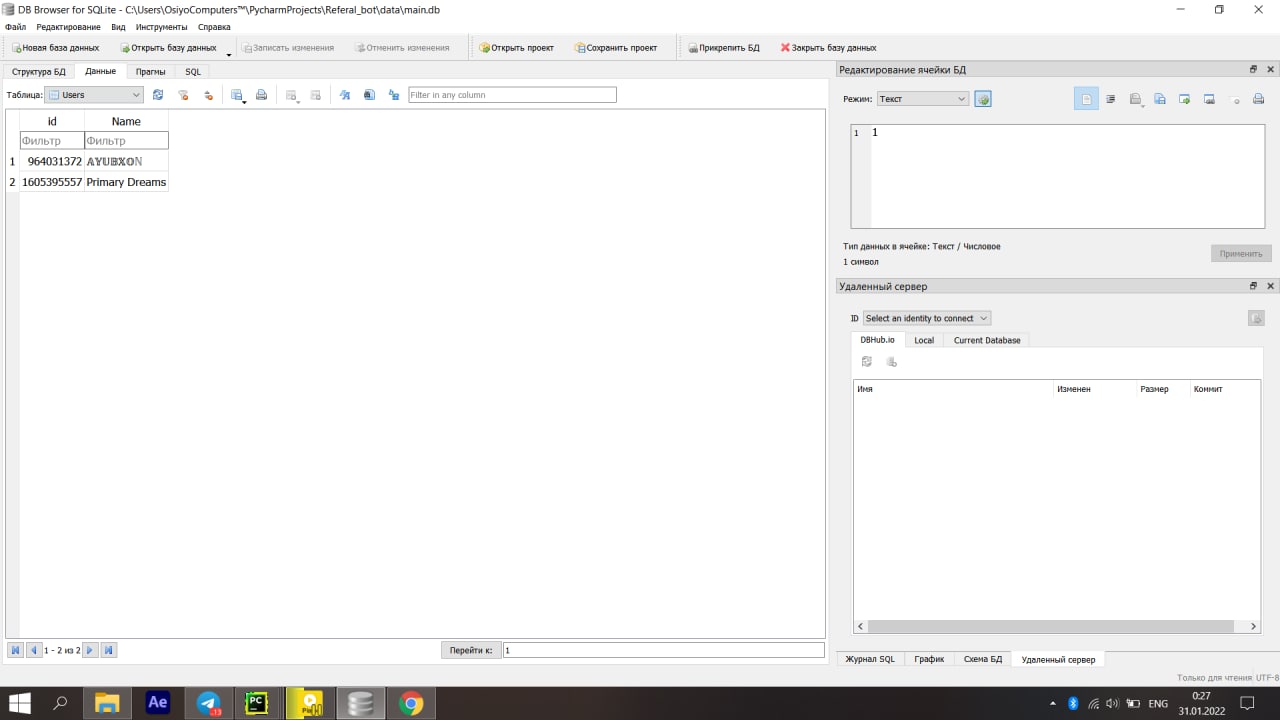 DB Browser for SQLite - C:\Users\OsiyoComputers™\PycharmProjects\Referal_bot\data\main.db
Файл Редактирование Вид Инструменты Справка
Новая база данных Открыть базу данных Записать изменения Отменить изменения Открыть проект Сохранить проект Прикрепить БД Закрыть базу данных
Структура БД Данные Прагмы SQL
Таблица: Users Filter in any column
id Name
Фильтр Фильтр
1 964031372 𝔸𝕐𝕌𝔹𝕏𝕆ℕ
2 1605395557 Primary Dreams
1 - 2 из 2 Перейти к: 1
Редактирование ячейки БД
Режим: Текст
1 1
Тип данных в ячейке: Текст / Числовое
1 символ
Применить
Удаленный сервер
ID Select an identity to connect
DBHub.io Local Current Database
Имя Изменен Размер Коммит
Журнал SQL График Схема БД Удаленный сервер
Только для чтения UTF-8
Ae 13 PC ENG 0:27
31.01.2022